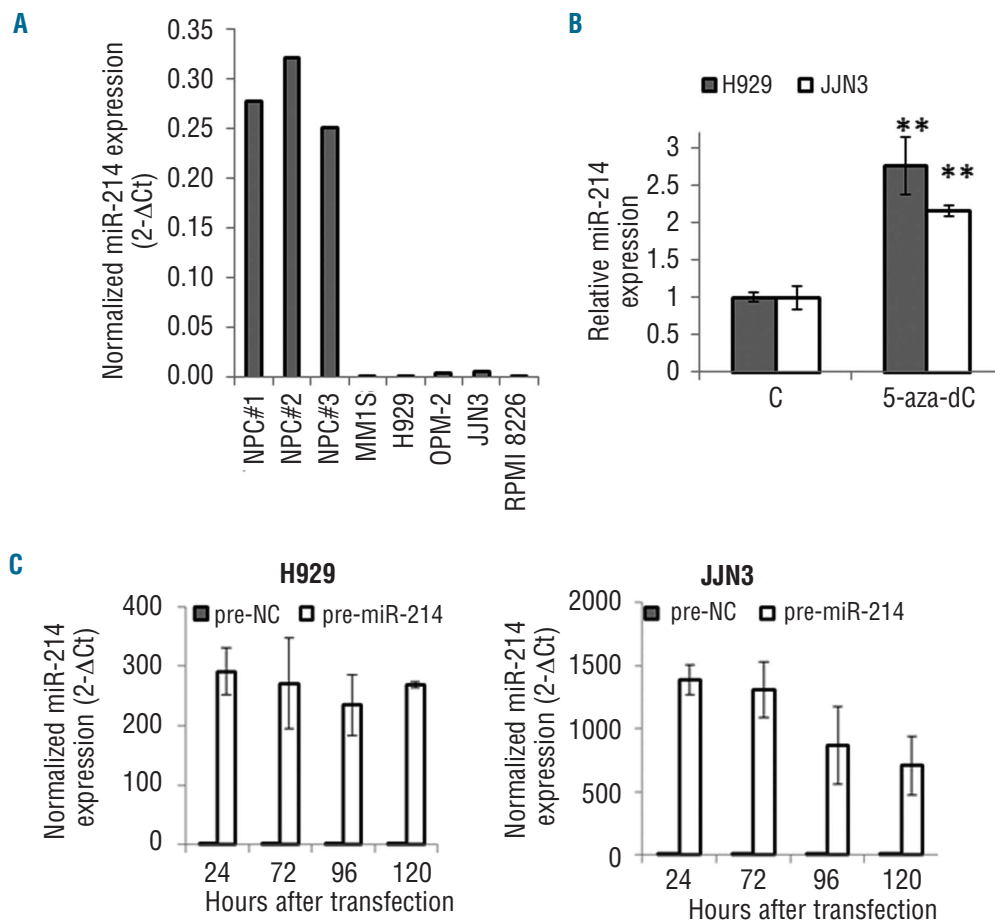 A
Normalized miR-214 expression
(2-ΔCt)
0.35
0.30
0.25
0.20
0.15
0.10
0.05
0.00
NPC#1
NPC#2
NPC#3
MM1S
H929
OPM-2
JJN3
RPMI 8226
B
H929 JJN3
Relative miR-214
expression
3
2.5
2
1.5
1
0.5
0
**
**
C 5-aza-dC
C
H929
pre-NC pre-miR-214
Normalized miR-214
expression (2-ΔCt)
400
300
200
100
0
24 72 96 120
Hours after transfection
JJN3
pre-NC pre-miR-214
Normalized miR-214
expression (2-ΔCt)
2000
1500
1000
500
0
24 72 96 120
Hours after transfection